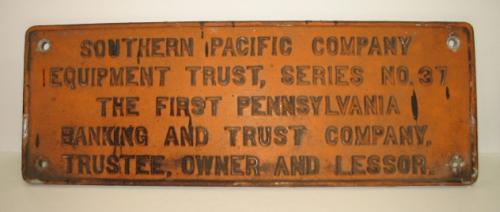 SOUTHERN PACIFIC COMPANY
EQUIPMENT TRUST, SERIES NO. 37
THE FIRST PENNSYLVANIA
BANKING AND TRUST COMPANY,
TRUSTEE, OWNER AND LESSOR.